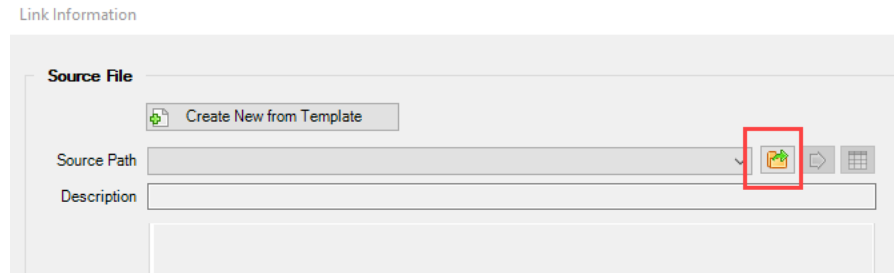 Link Information
Source File
Create New from Template
Source Path
Description